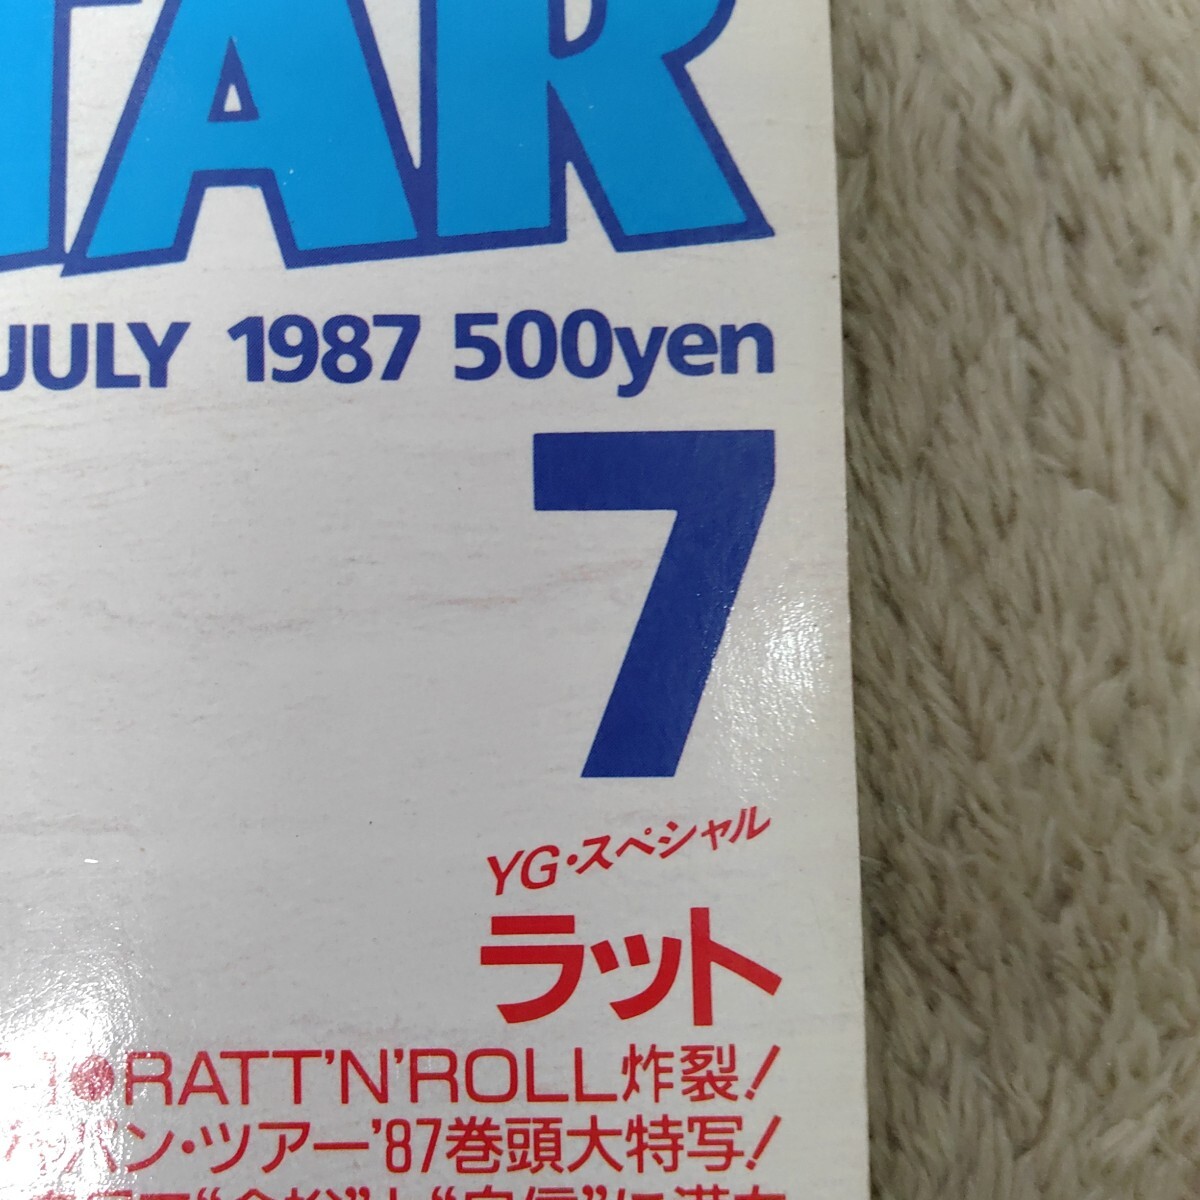 TAR
JULY 1987 500yen
7
YG・スペシャル
ラット
●RATT'N'ROLL炸裂!
パン・ツアー'87巻頭大特写!